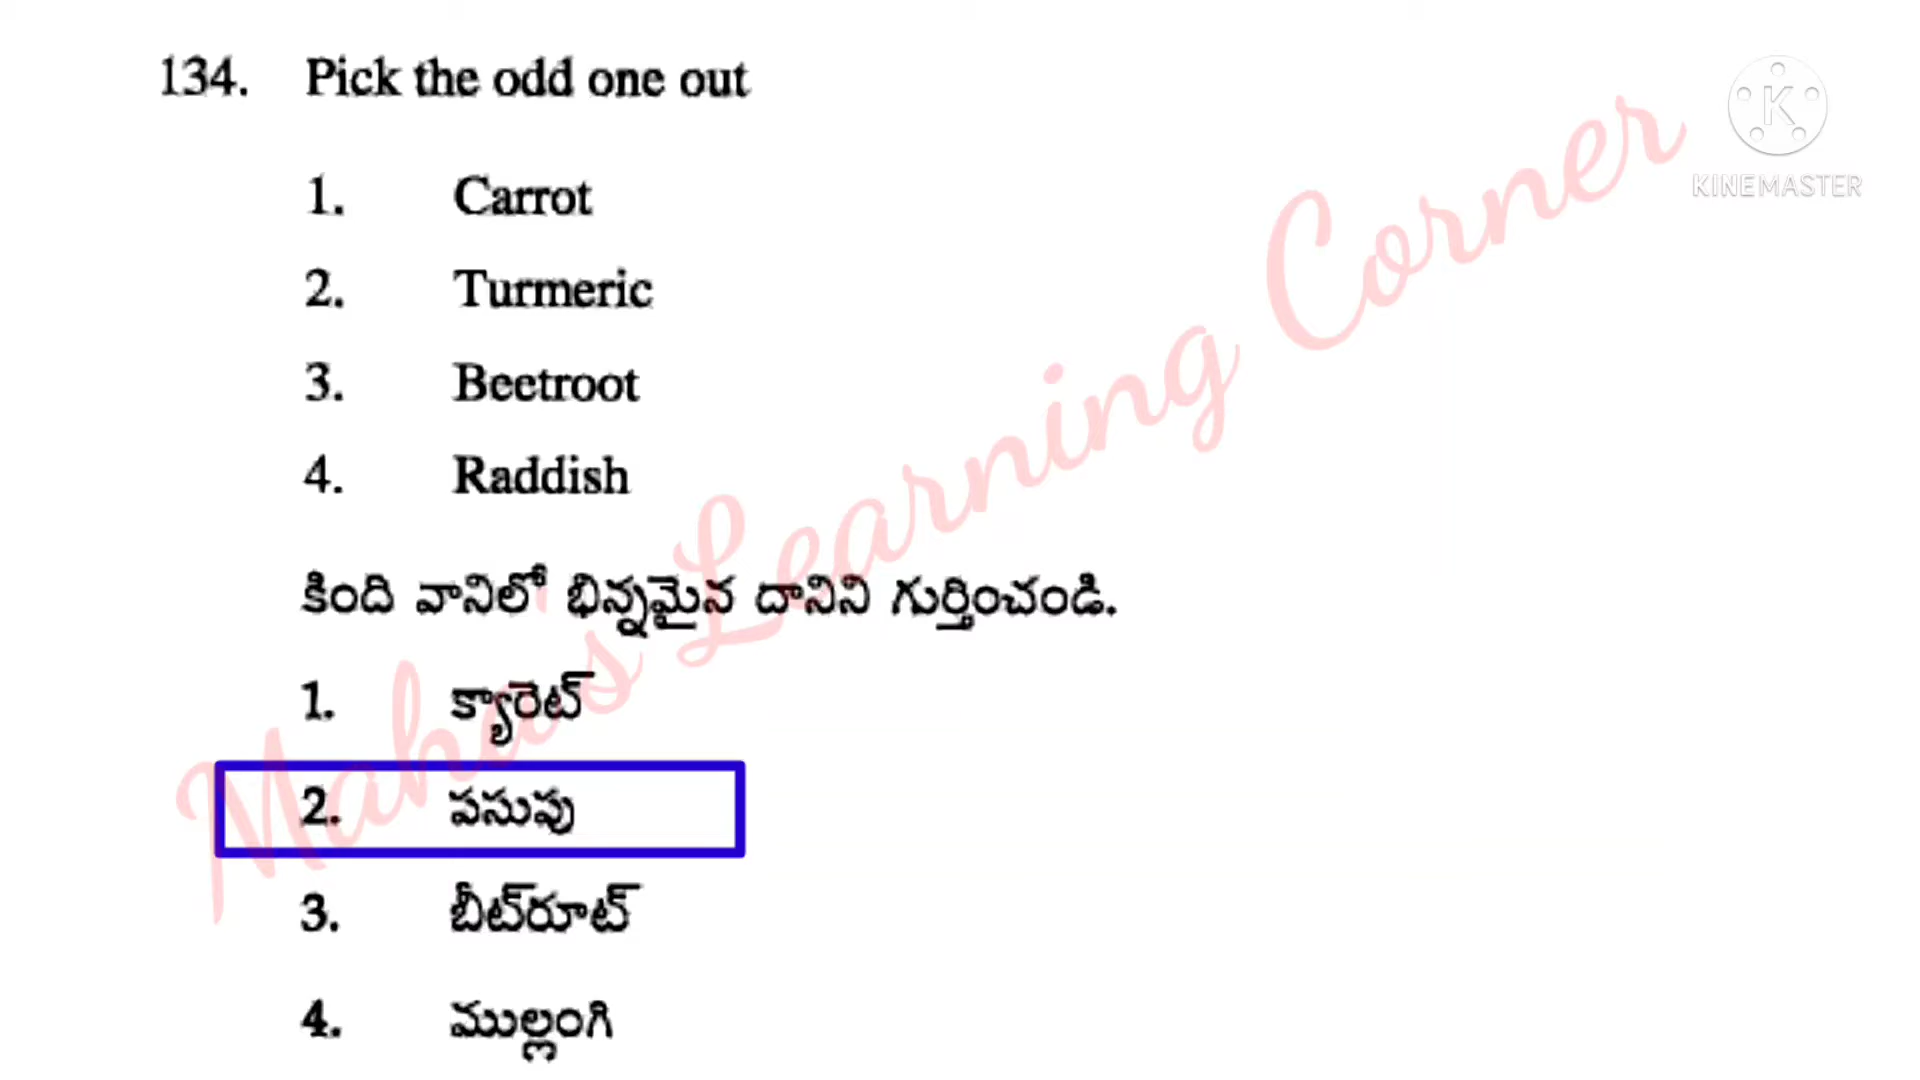 134. Pick the odd one out
1. Carrot
2. Turmeric
3. Beetroot
4. Raddish
కింది వానిలో భిన్నమైన దానిని గుర్తించండి.
1. క్యారెట్
2. పసుపు
3. బీట్‌రూట్
4. ముల్లంగి
Maha's Learning Corner
K
KINEMASTER